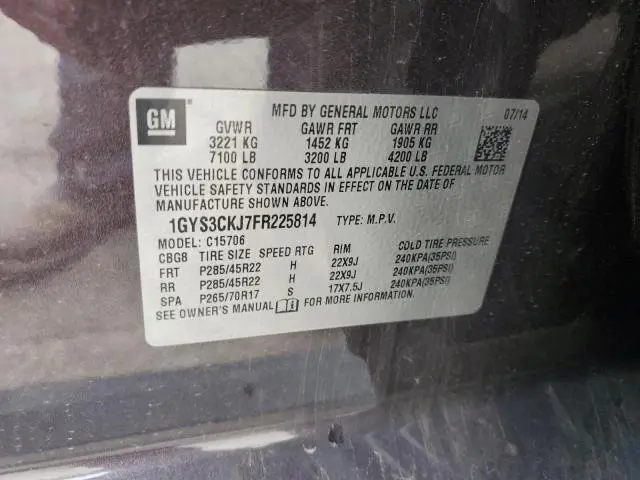 GM
MFD BY GENERAL MOTORS LLC 07/14
GVWR GAWR FRT GAWR RR
3221 KG 1452 KG 1905 KG
7100 LB 3200 LB 4200 LB
THIS VEHICLE CONFORMS TO ALL APPLICABLE U.S. FEDERAL MOTOR
VEHICLE SAFETY STANDARDS IN EFFECT ON THE DATE OF
MANUFACTURE SHOWN ABOVE.
1GYS3CKJ7FR225814 TYPE: M.P.V.
MODEL: C15706
CBGB TIRE SIZE SPEED RTG RIM COLD TIRE PRESSURE
FRT P285/45R22 H 22X9J 240KPA(35PSI)
RR P285/45R22 H 22X9J 240KPA(35PSI)
SPA P265/70R17 S 17X7.5J 240KPA(35PSI)
SEE OWNER'S MANUAL FOR MORE INFORMATION.